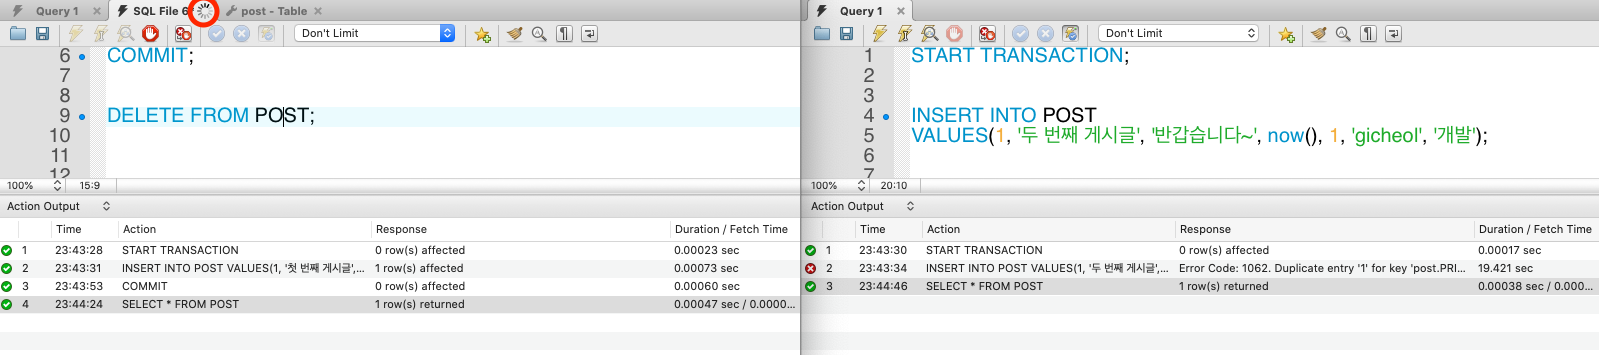 Query 1
SQL File 6*
post - Table
Don't Limit
6 COMMIT;
7
8
9 DELETE FROM POST;
10
11
12
100% 15:9
Action Output
Time Action Response Duration / Fetch Time
1 23:43:28 START TRANSACTION 0 row(s) affected 0.00023 sec
2 23:43:31 INSERT INTO POST VALUES(1, '첫 번째 게시글',... 1 row(s) affected 0.00073 sec
3 23:43:53 COMMIT 0 row(s) affected 0.00060 sec
4 23:44:24 SELECT * FROM POST 1 row(s) returned 0.00047 sec / 0.0000...
Query 1
Don't Limit
1 START TRANSACTION;
2
3
4 INSERT INTO POST
5 VALUES(1, '두 번째 게시글', '반갑습니다~', now(), 1, 'gicheol', '개발');
6
7
100% 20:10
Action Output
Time Action Response Duration / Fetch Time
1 23:43:30 START TRANSACTION 0 row(s) affected 0.00017 sec
2 23:43:34 INSERT INTO POST VALUES(1, '두 번째 게시글',... Error Code: 1062. Duplicate entry '1' for key 'post.PRI... 19.421 sec
3 23:44:46 SELECT * FROM POST 1 row(s) returned 0.00038 sec / 0.000...